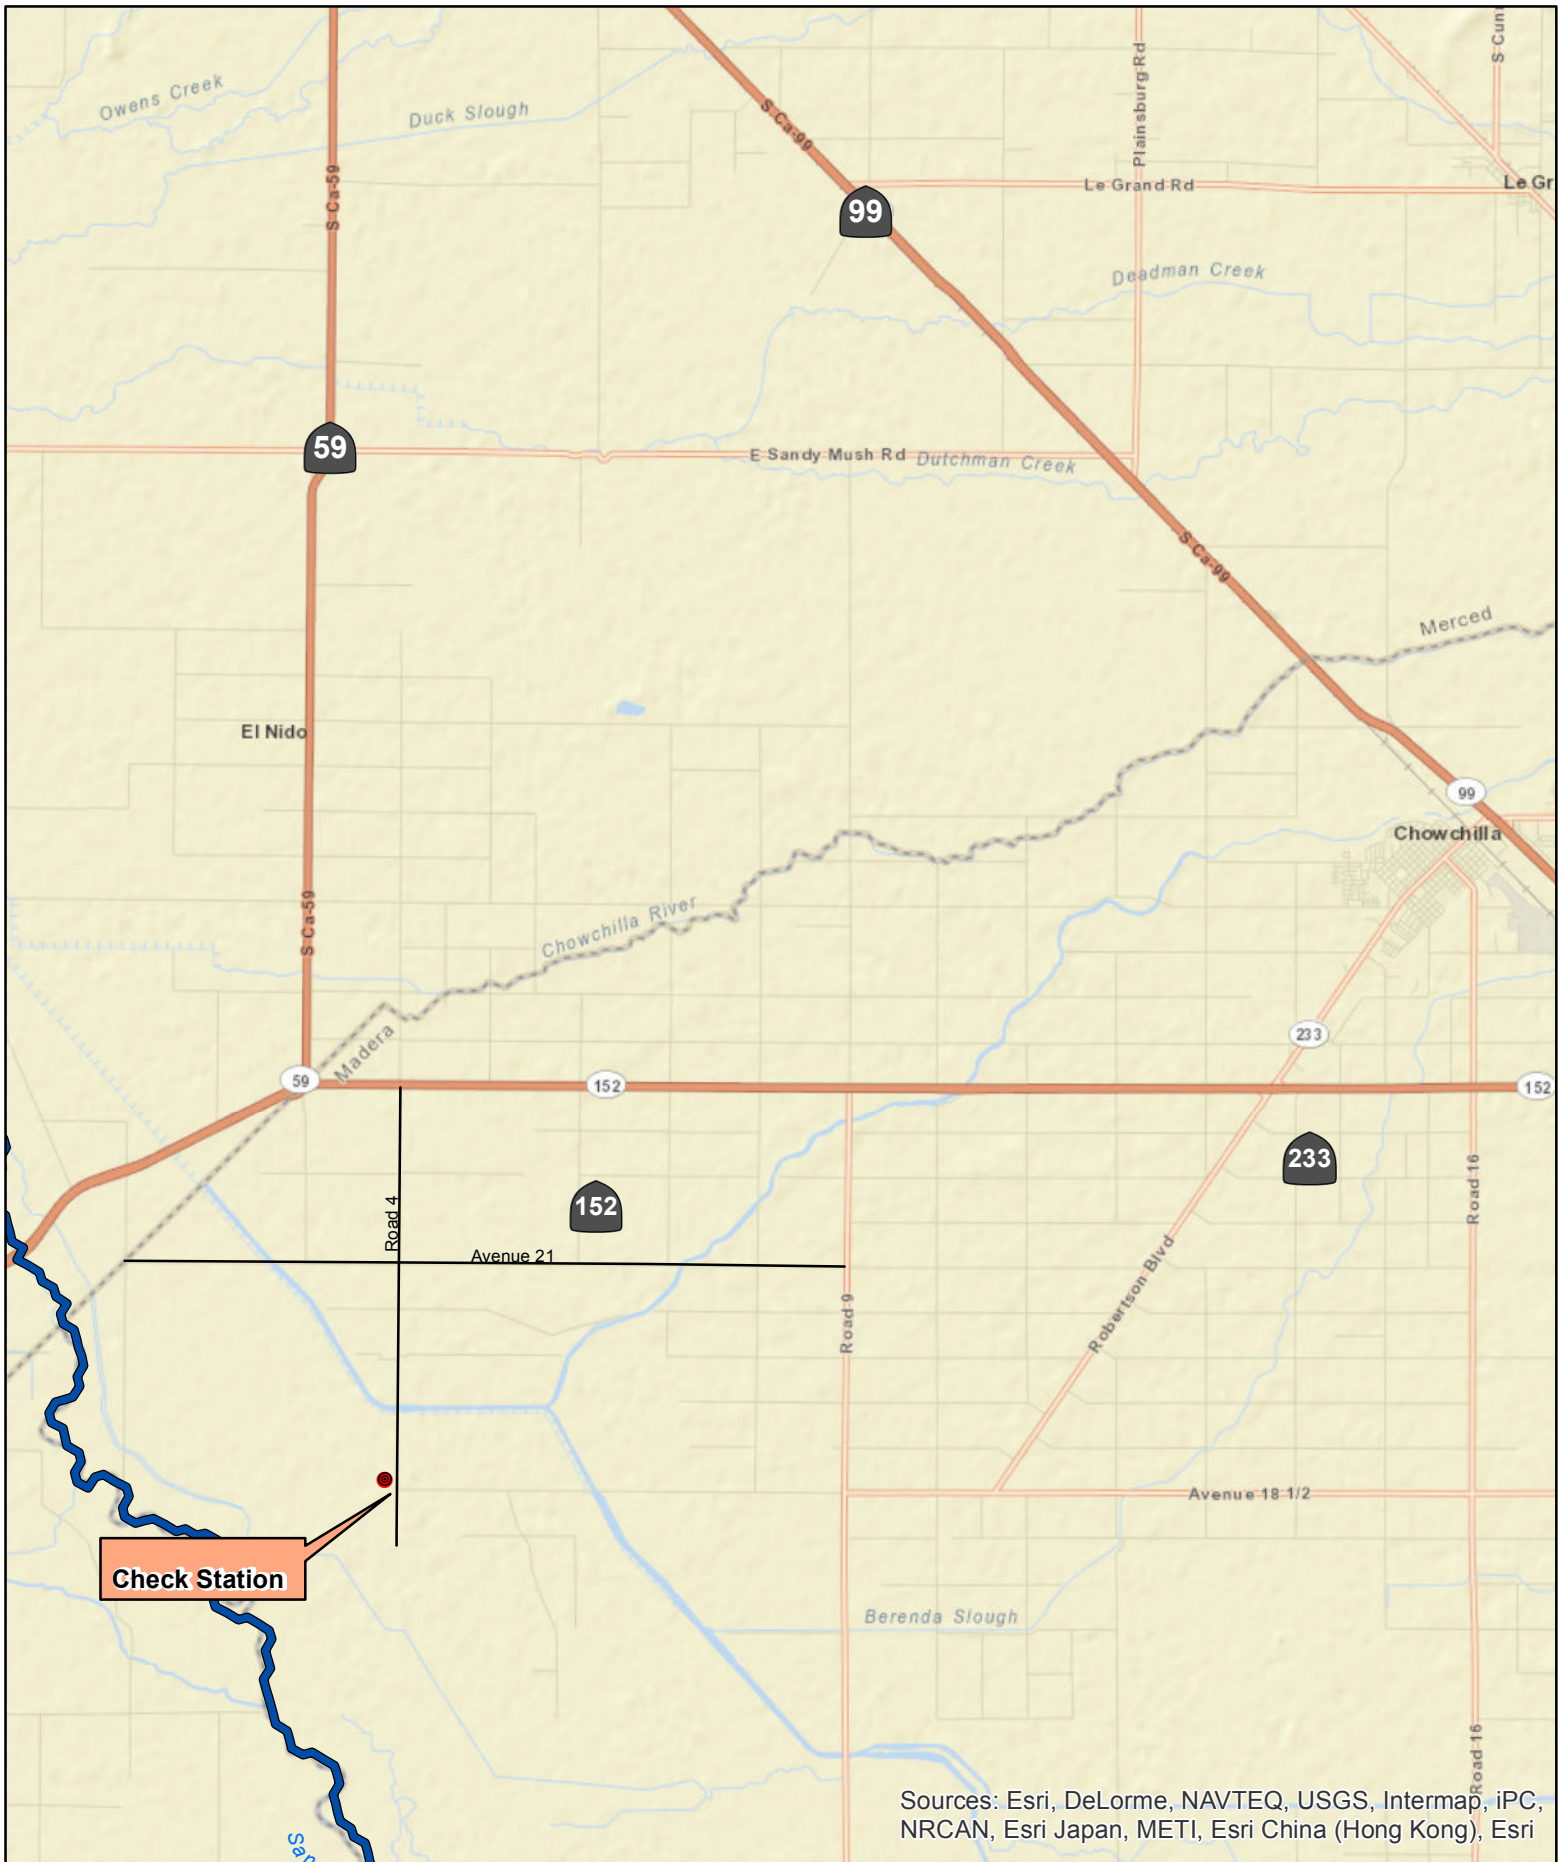 S Cun
Owens Creek
Duck Slough
S Ca-99
Plainsburg Rd
S Ca-59
Le Grand Rd
Le Gr
99
Deadman Creek
59
E Sandy Mush Rd
Dutchman Creek
S Ca-99
Merced
El Nido
99
Chowchilla
S Ca-59
Chowchilla River
233
Madera
59
152
152
233
152
Road 4
Road 16
Avenue 21
Road 9
Robertson Blvd
Avenue 18 1/2
Check Station
Berenda Slough
Road 16
San
Sources: Esri, DeLorme, NAVTEQ, USGS, Intermap, iPC,
NRCAN, Esri Japan, METI, Esri China (Hong Kong), Esri